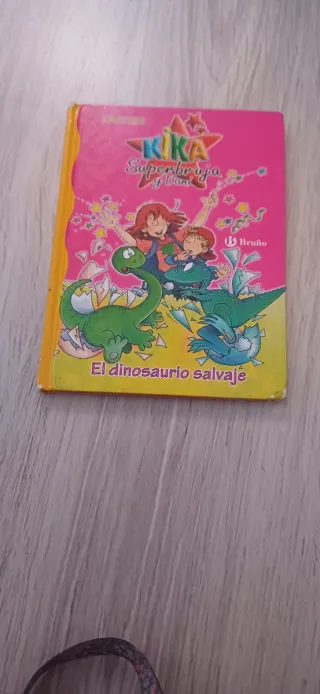 KIKA
Superbruja
y Dani
Bruño
El dinosaurio salvaje